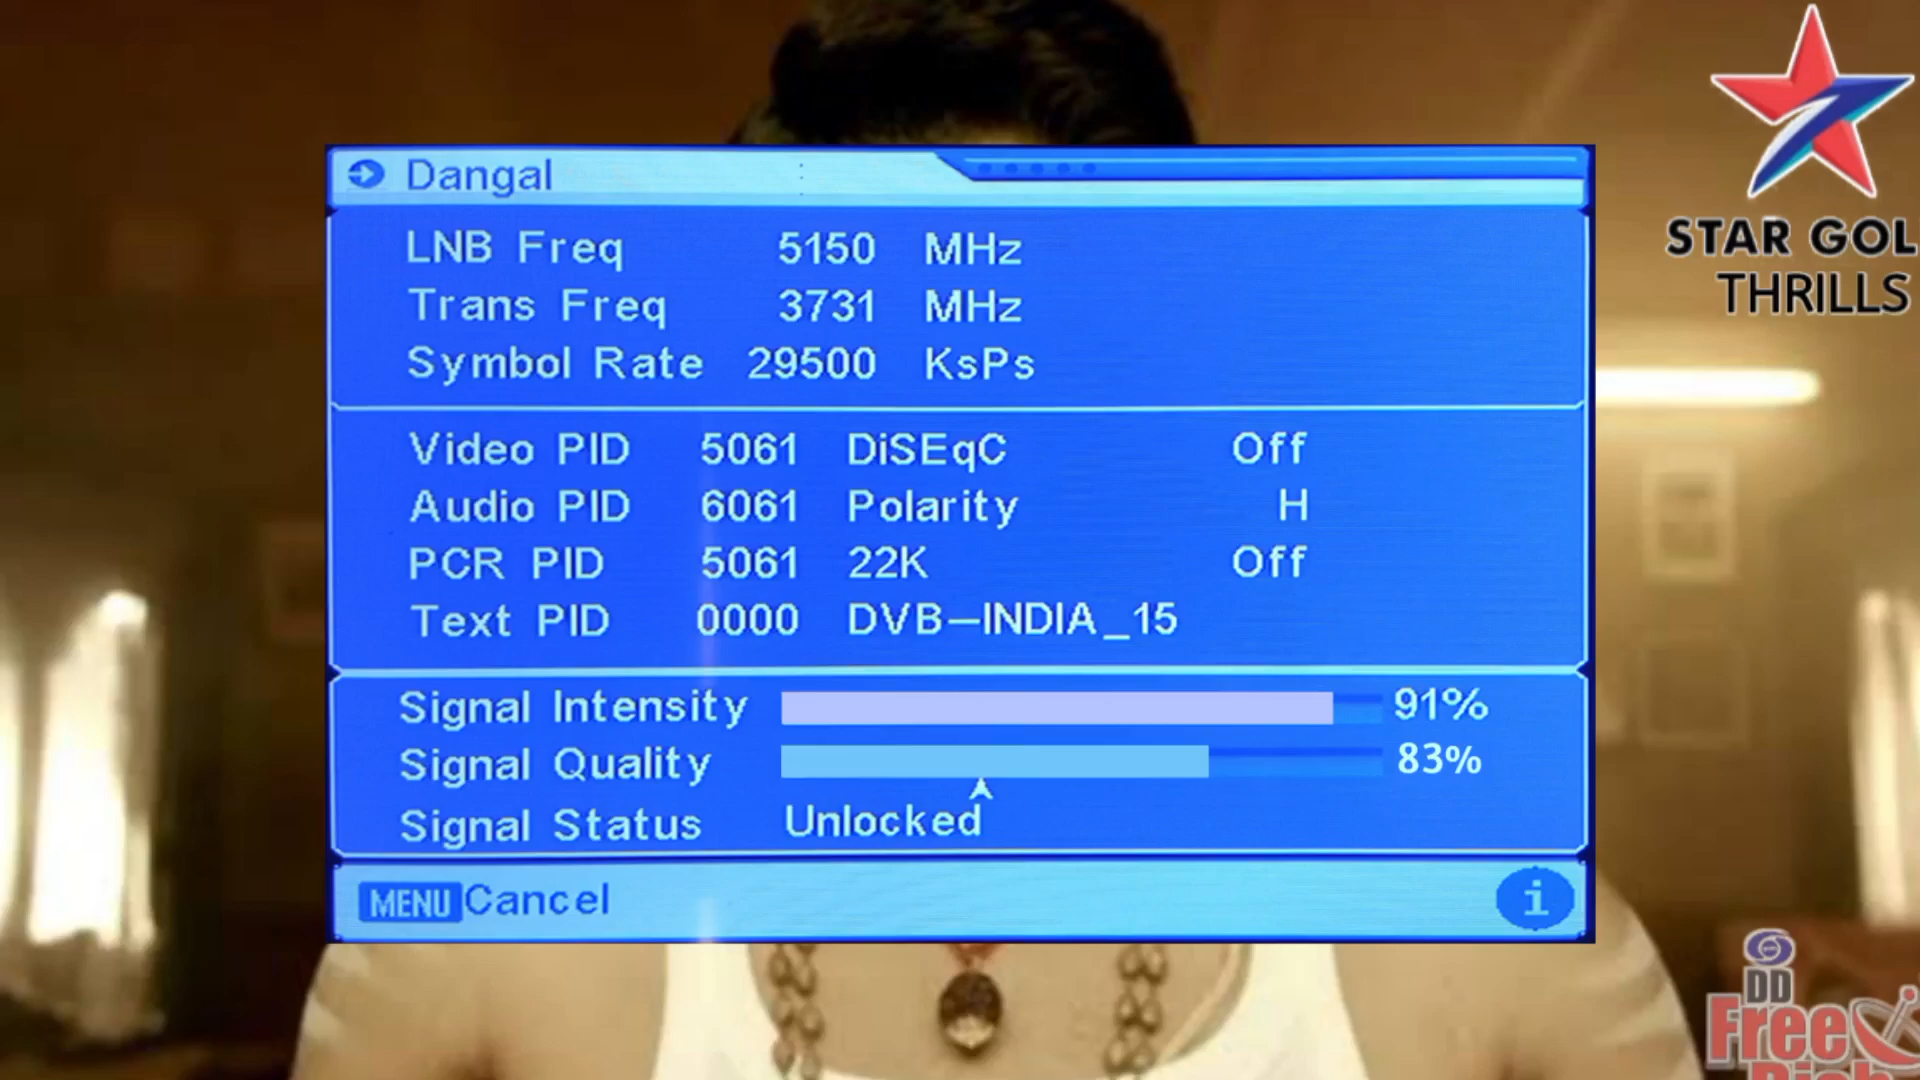 Dangal
LNB Freq 5150 MHz
Trans Freq 3731 MHz
Symbol Rate 29500 KsPs
Video PID 5061 DiSEqC Off
Audio PID 6061 Polarity H
PCR PID 5061 22K Off
Text PID 0000 DVB-INDIA_15
Signal Intensity 91%
Signal Quality 83%
Signal Status Unlocked
MENU Cancel
i
STAR GOL
THRILLS
DD
Free
Dish